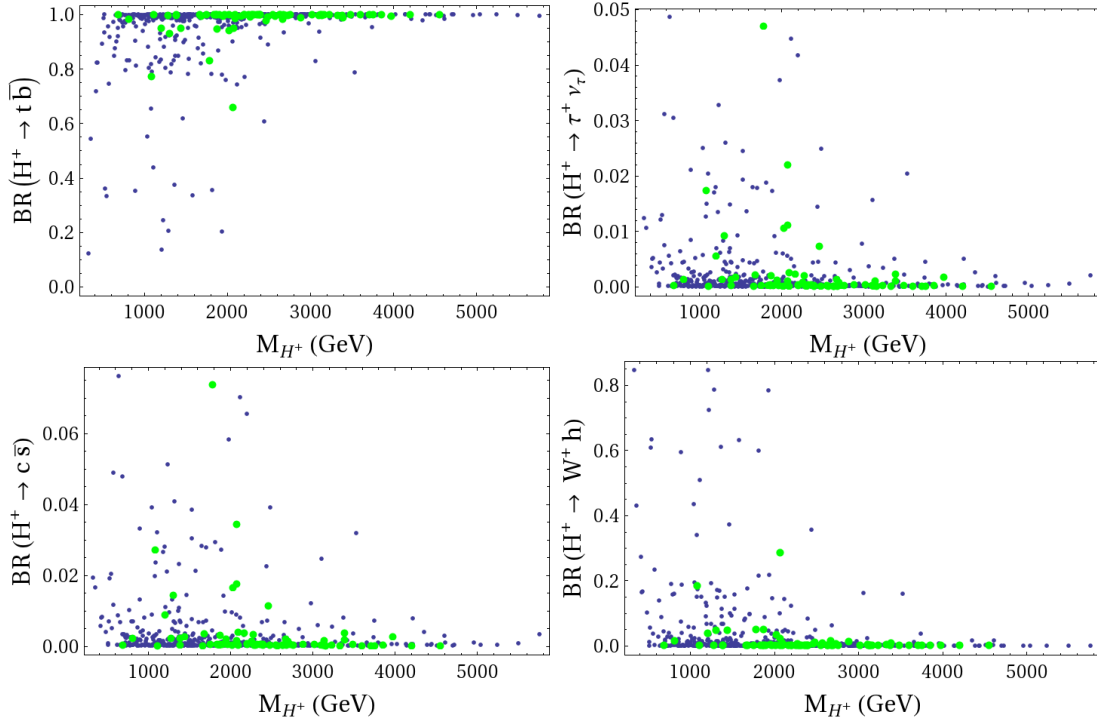 BR (H⁺ → t b̅)
1.0
0.8
0.6
0.4
0.2
0.0
1000 2000 3000 4000 5000
M_{H⁺} (GeV)
BR (H⁺ → τ⁺ ν_τ)
0.05
0.04
0.03
0.02
0.01
0.00
1000 2000 3000 4000 5000
M_{H⁺} (GeV)
BR (H⁺ → c s̅)
0.06
0.04
0.02
0.00
1000 2000 3000 4000 5000
M_{H⁺} (GeV)
BR (H⁺ → W⁺ h)
0.8
0.6
0.4
0.2
0.0
1000 2000 3000 4000 5000
M_{H⁺} (GeV)